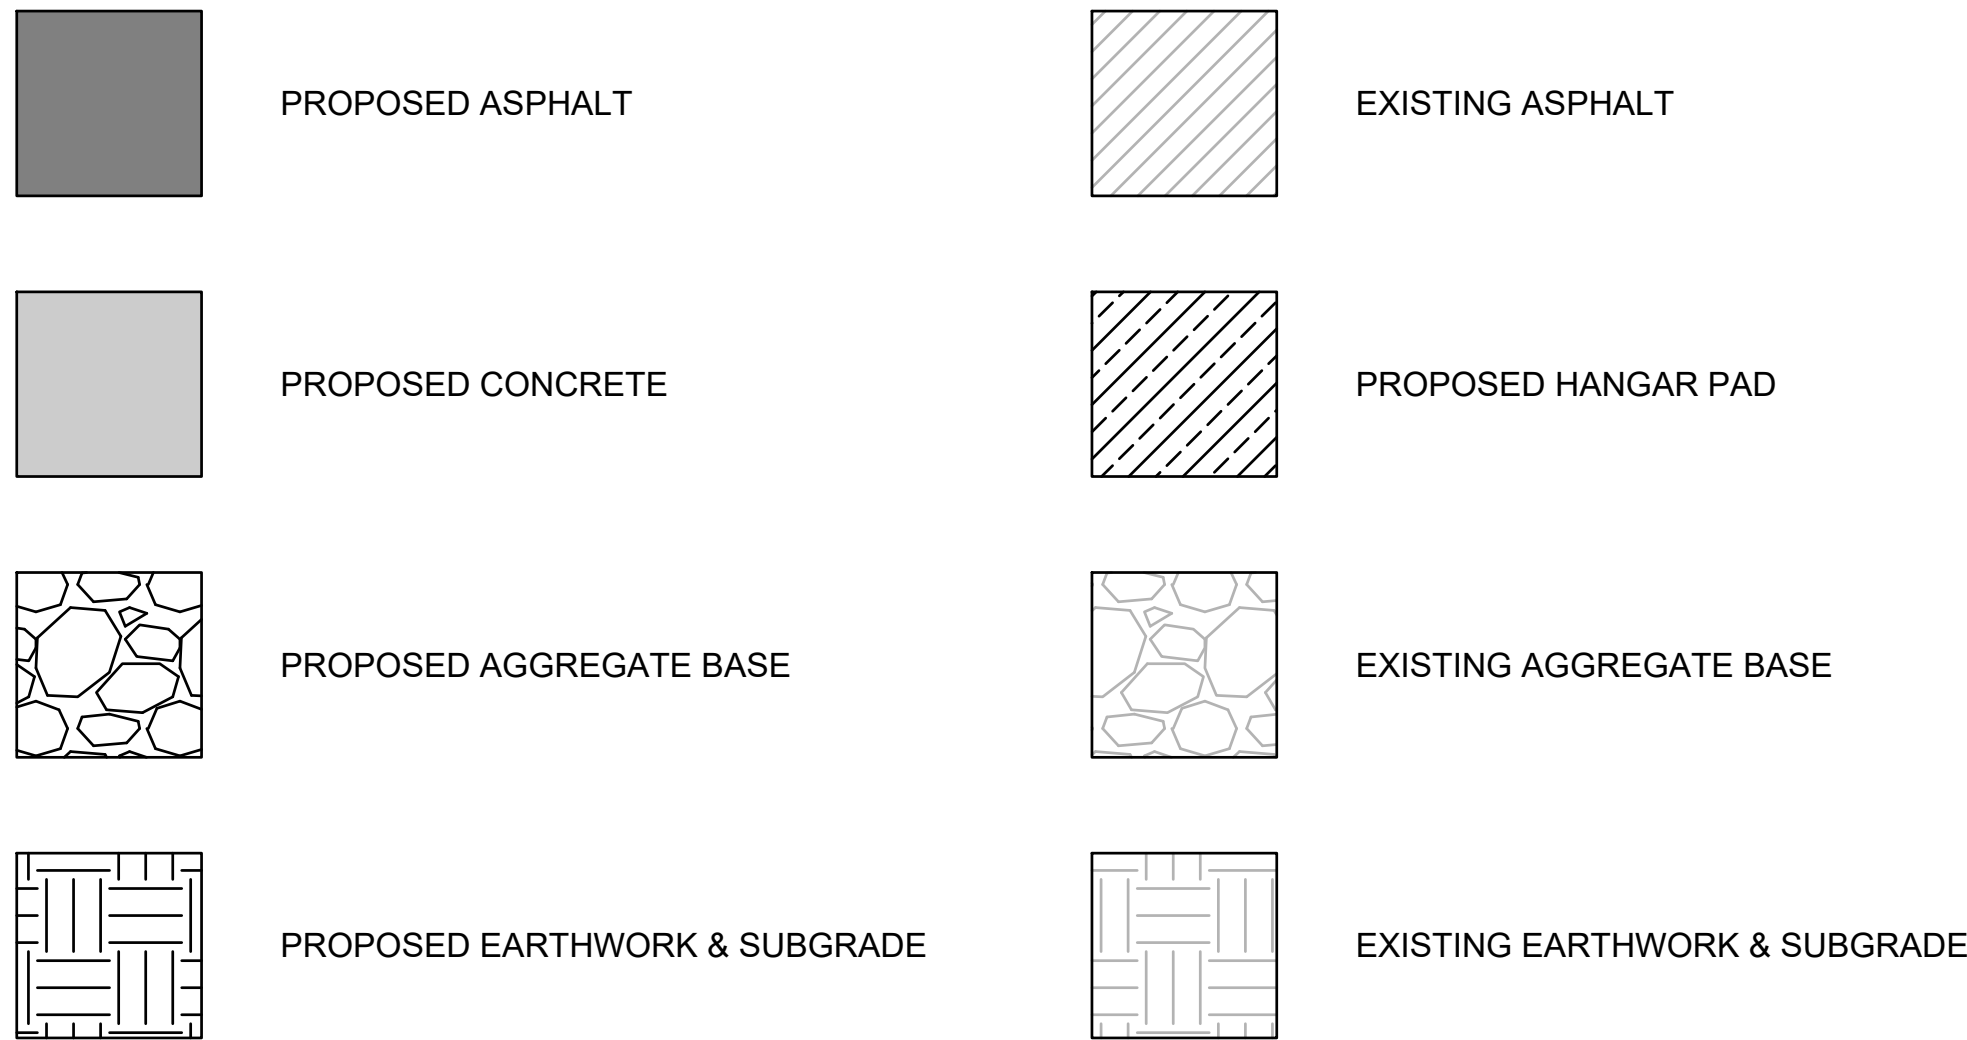 PROPOSED ASPHALT
EXISTING ASPHALT
PROPOSED CONCRETE
PROPOSED HANGAR PAD
PROPOSED AGGREGATE BASE
EXISTING AGGREGATE BASE
PROPOSED EARTHWORK & SUBGRADE
EXISTING EARTHWORK & SUBGRADE